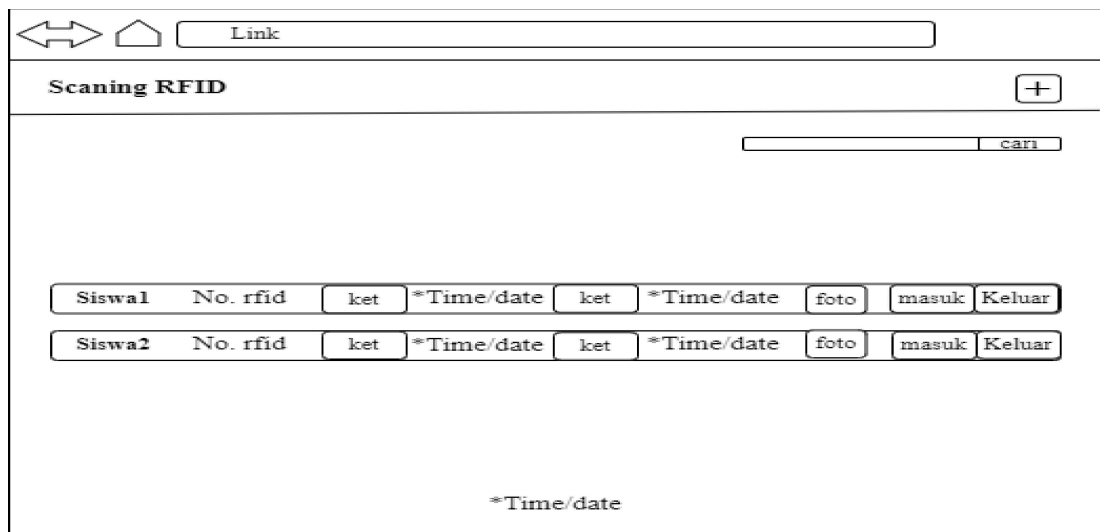 Link
Scaning RFID +
cari
Siswa1 No. rfid ket *Time/date ket *Time/date foto masuk Keluar
Siswa2 No. rfid ket *Time/date ket *Time/date foto masuk Keluar
*Time/date